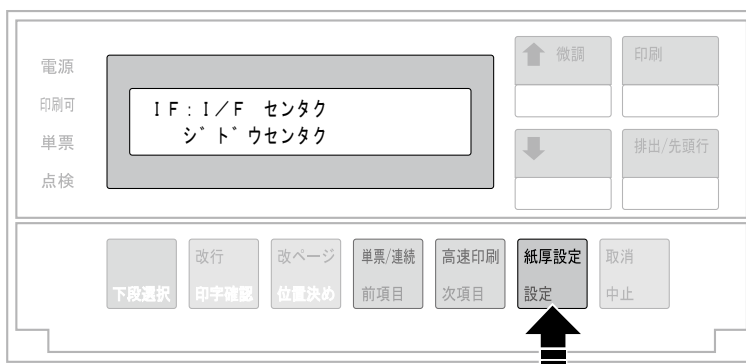 電源
印刷可
単票
点検
IF:I/F センタク
ジドウセンタク
微調
印刷
排出/先頭行
下段選択
改行
印字確認
改ページ
位置決め
単票/連続
前項目
高速印刷
次項目
紙厚設定
設定
取消
中止